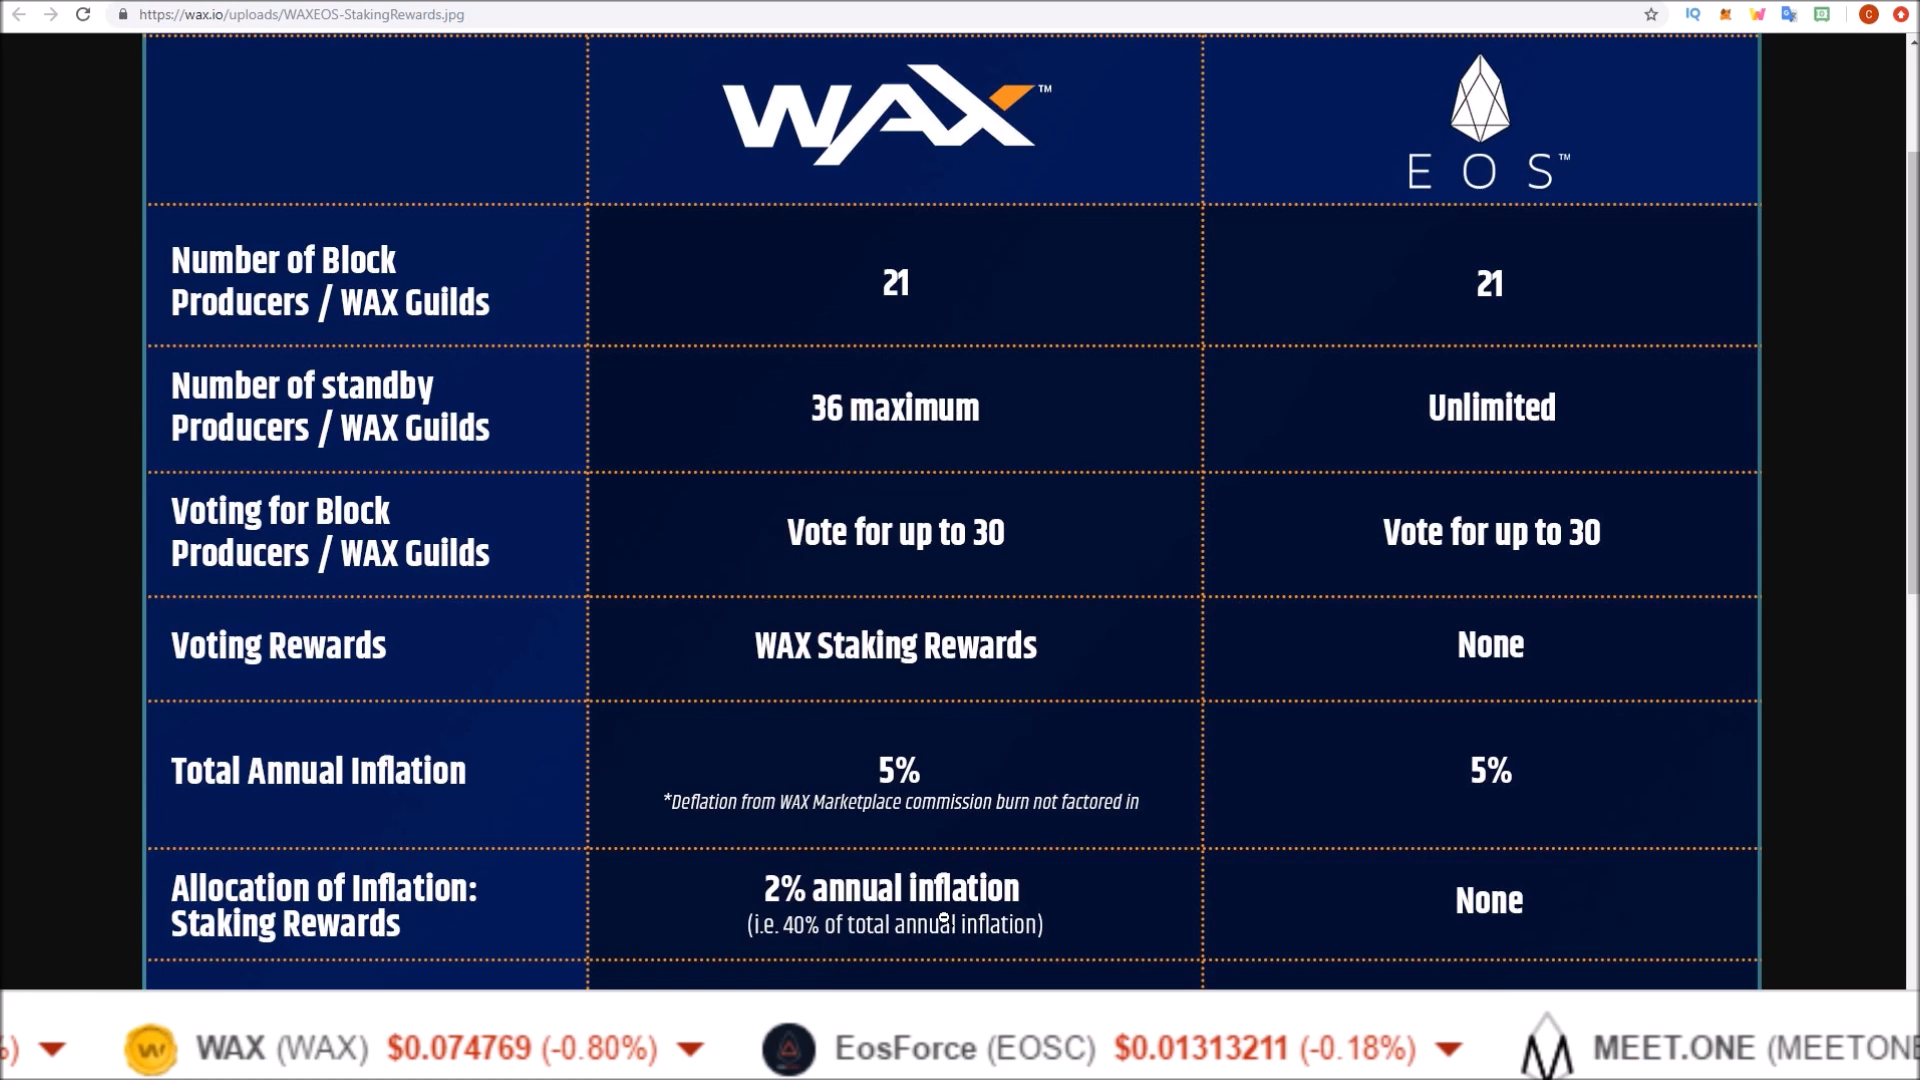 https://wax.io/uploads/WAXEOS-StakingRewards.jpg
WAX™
EOS™
Number of Block
Producers / WAX Guilds
21
21
Number of standby
Producers / WAX Guilds
36 maximum
Unlimited
Voting for Block
Producers / WAX Guilds
Vote for up to 30
Vote for up to 30
Voting Rewards
WAX Staking Rewards
None
Total Annual Inflation
5%
*Deflation from WAX Marketplace commission burn not factored in
5%
Allocation of Inflation:
Staking Rewards
2% annual inflation
(i.e. 40% of total annual inflation)
None
%) WAX (WAX) $0.074769 (-0.80%) EosForce (EOSC) $0.01313211 (-0.18%) MEET.ONE (MEETONE